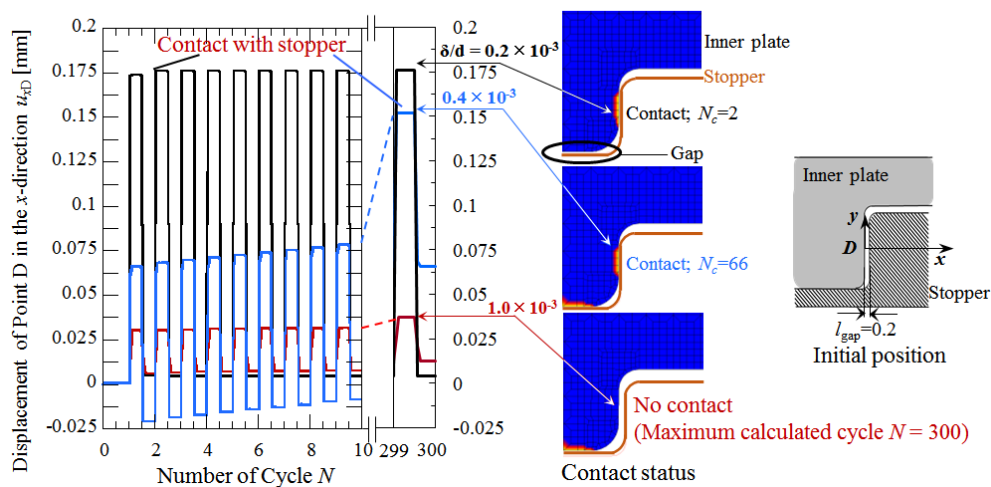 Displacement of Point D in the x-direction uxD [mm]
0.2
0.175
0.15
0.125
0.1
0.075
0.05
0.025
0
-0.025
Contact with stopper
0 2 4 6 8 10 299 300
Number of Cycle N
0.2
0.175
0.15
0.125
0.1
0.075
0.05
0.025
0
-0.025
δ/d = 0.2 × 10-3
0.4 × 10-3
1.0 × 10-3
Inner plate
Stopper
Contact; Nc=2
Gap
Contact; Nc=66
No contact
(Maximum calculated cycle N = 300)
Contact status
Inner plate
y
D
x
Stopper
lgap=0.2
Initial position